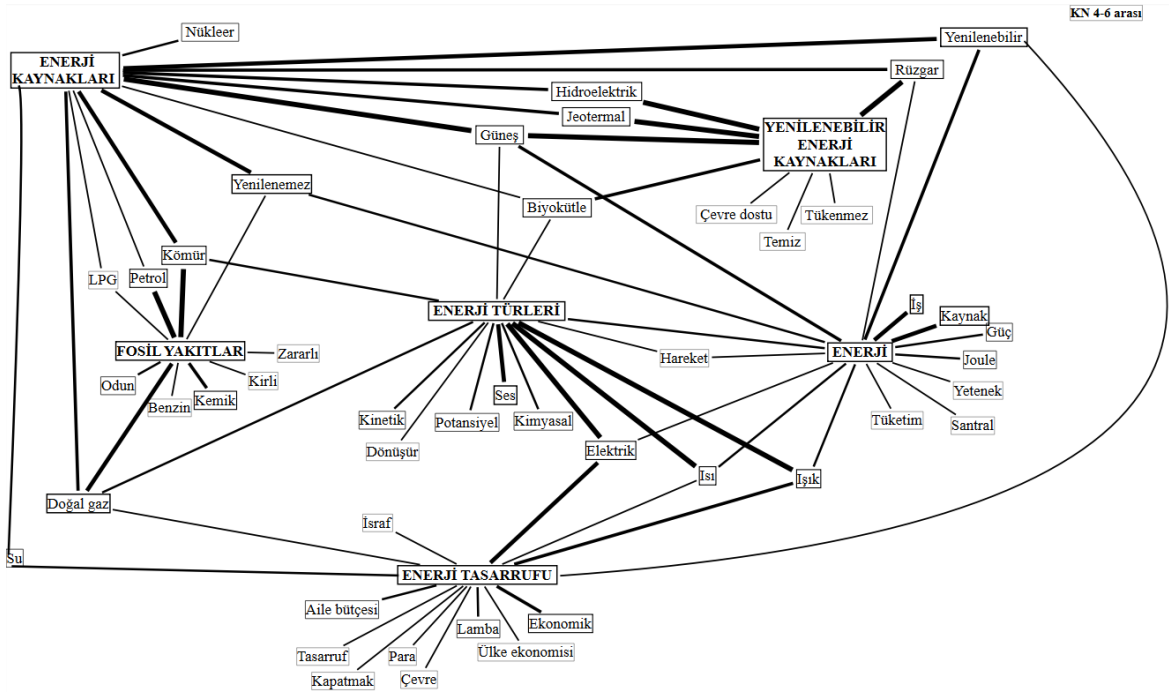 KN 4-6 arası
Nükleer
Yenilenebilir
ENERJİ
KAYNAKLARI
Rüzgar
Hidroelektrik
Jeotermal
Güneş
YENİLENEBİLİR
ENERJİ
KAYNAKLARI
Yenilenemez
Biyokütle
Çevre dostu
Tükenmez
Temiz
Kömür
LPG
Petrol
ENERJİ TÜRLERİ
İş
Kaynak
Güç
FOSİL YAKITLAR
Zararlı
Hareket
ENERJİ
Joule
Odun
Benzin
Kemik
Kirli
Ses
Yetenek
Kinetik
Potansiyel
Kimyasal
Tüketim
Santral
Dönüşür
Elektrik
Isı
Işık
Doğal gaz
İsraf
Su
ENERJİ TASARRUFU
Aile bütçesi
Lamba
Ekonomik
Tasarruf
Para
Ülke ekonomisi
Kapatmak
Çevre